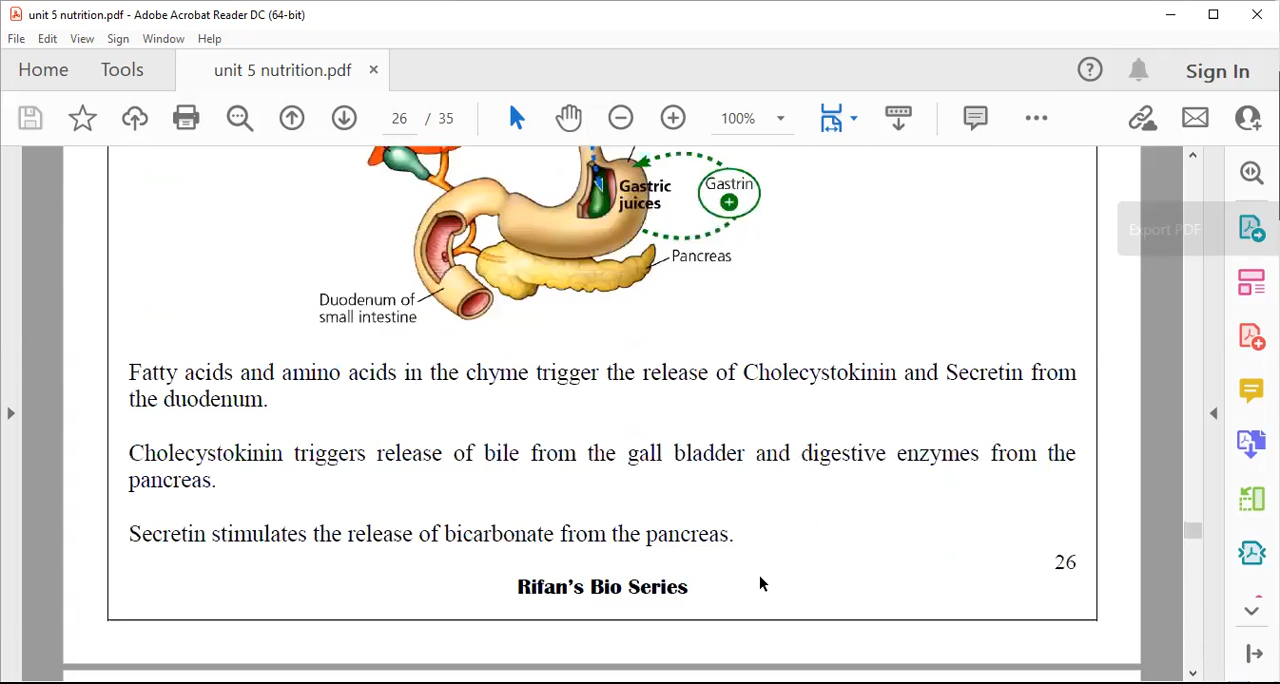 unit 5 nutrition.pdf - Adobe Acrobat Reader DC (64-bit)
File Edit View Sign Window Help
Home Tools unit 5 nutrition.pdf × Sign In
26 / 35 100%
Gastric
juices
Gastrin
+
Pancreas
Export PDF
Duodenum of
small intestine
Fatty acids and amino acids in the chyme trigger the release of Cholecystokinin and Secretin from
the duodenum.
Cholecystokinin triggers release of bile from the gall bladder and digestive enzymes from the
pancreas.
Secretin stimulates the release of bicarbonate from the pancreas.
26
Rifan's Bio Series